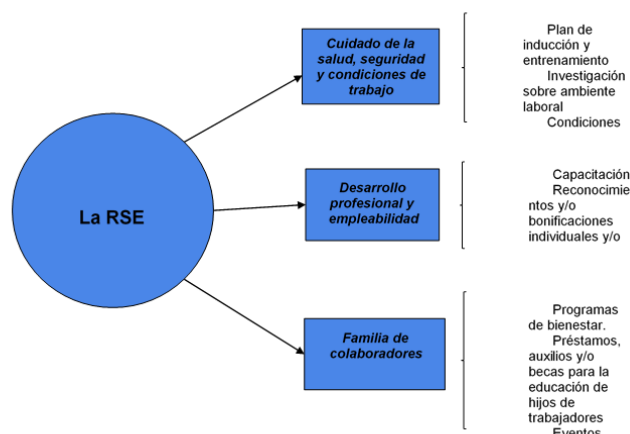 La RSE
Cuidado de la
salud, seguridad
y condiciones de
trabajo
Plan de
inducción y
entrenamiento
Investigación
sobre ambiente
laboral
Condiciones
Desarrollo
profesional y
empleabilidad
Capacitación
Reconocimie
ntos y/o
bonificaciones
individuales y/o
Familia de
colaboradores
Programas
de bienestar.
Préstamos,
auxilios y/o
becas para la
educación de
hijos de
trabajadores
Eventos